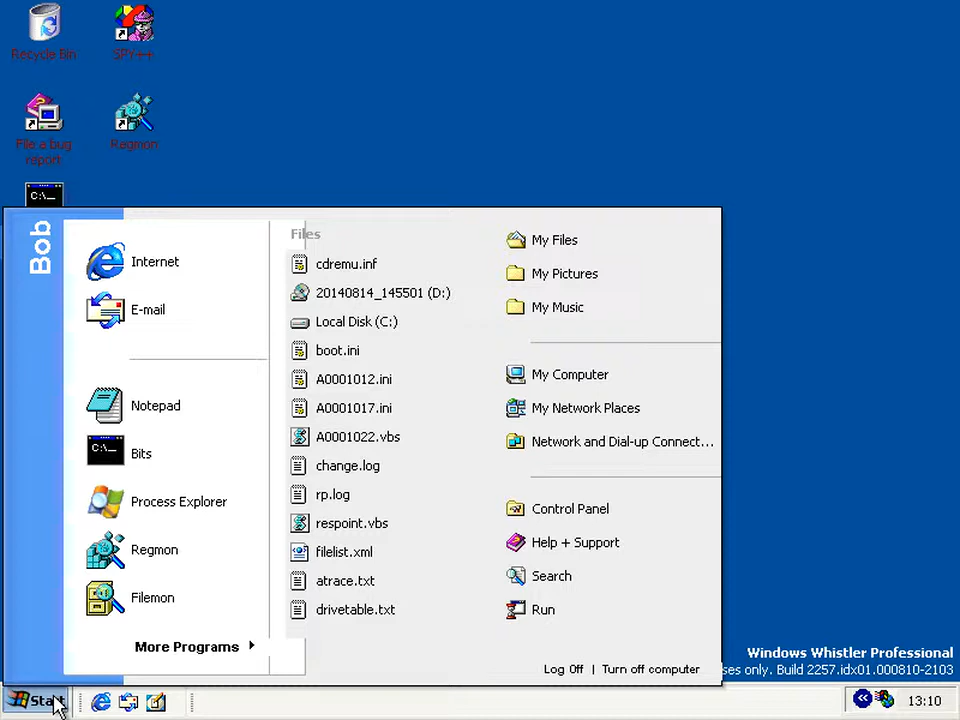 Recycle Bin
SPY++
File a bug
report
Regmon
C:\_
Bob
Internet
E-mail
Notepad
C:\_
Bits
Process Explorer
Regmon
Filemon
More Programs
Files
cdremu.inf
20140814_145501 (D:)
Local Disk (C:)
boot.ini
A0001012.ini
A0001017.ini
A0001022.vbs
change.log
rp.log
respoint.vbs
filelist.xml
atrace.txt
drivetable.txt
My Files
My Pictures
My Music
My Computer
My Network Places
Network and Dial-up Connect...
Control Panel
Help + Support
Search
Run
Log Off | Turn off computer
Windows Whistler Professional
ses only. Build 2257.idx01.000810-2103
Start
13:10